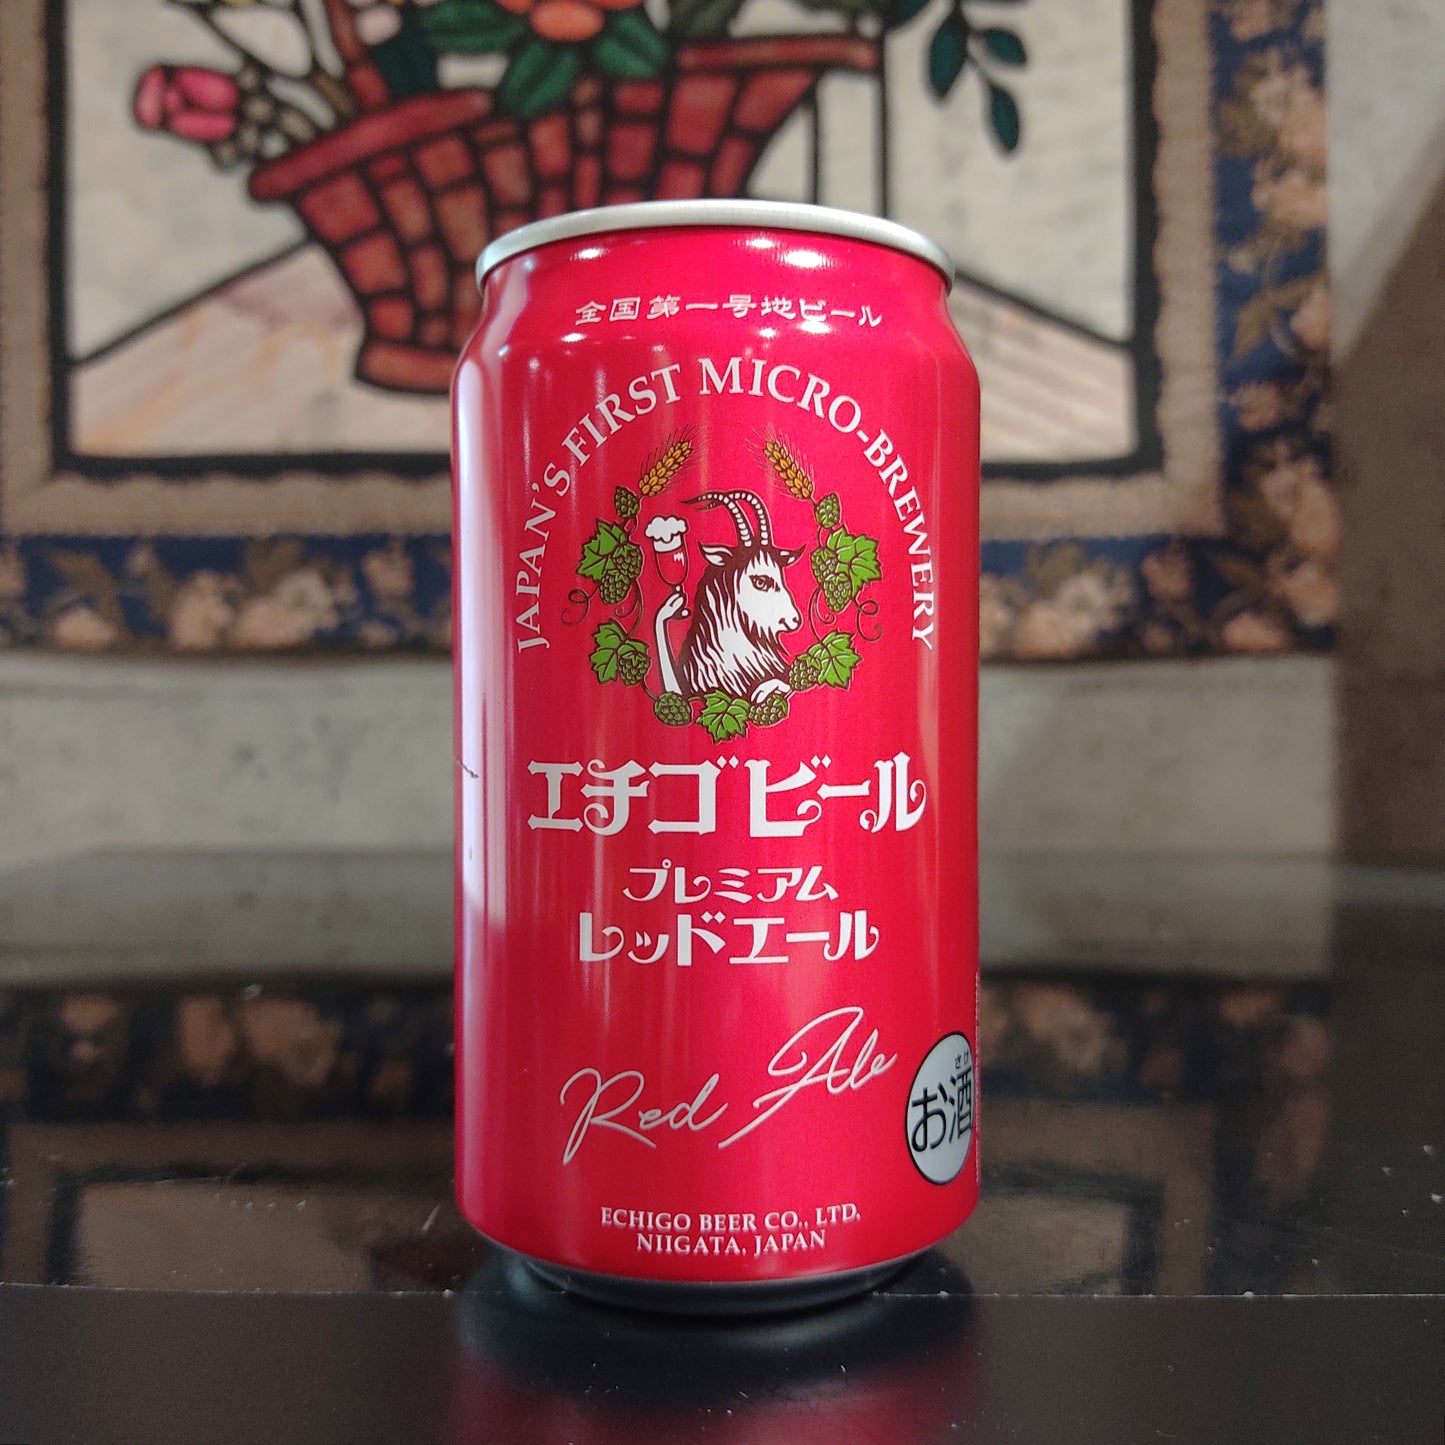 全国第一号地ビール
JAPAN'S FIRST MICRO-BREWERY
エチゴビール
プレミアム
レッドエール
Red Ale
さけ
お酒
ECHIGO BEER CO., LTD.
NIIGATA, JAPAN